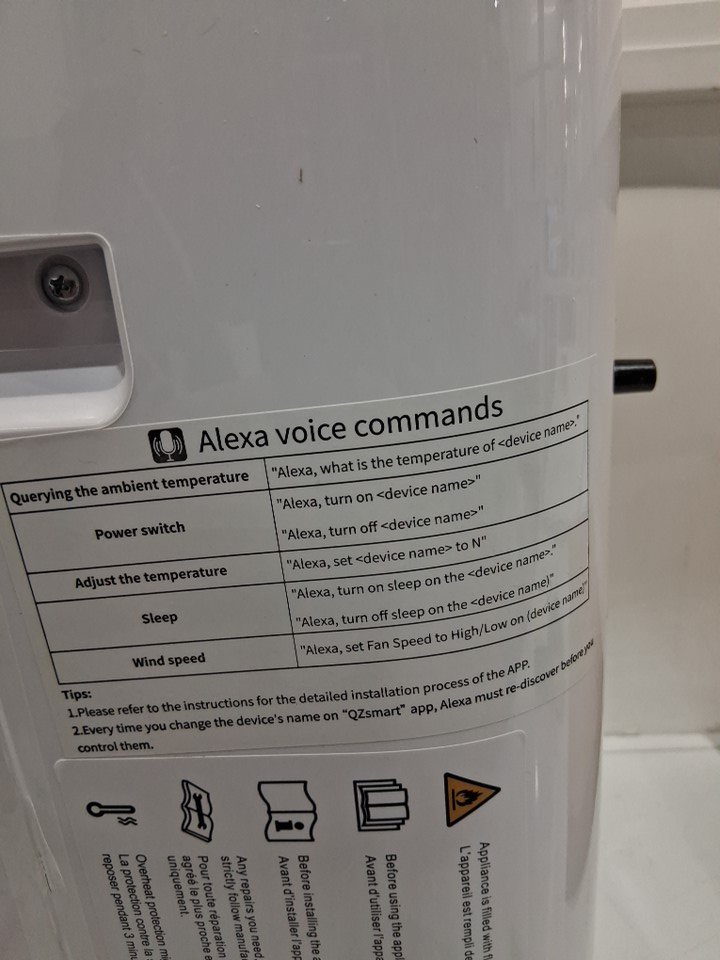 Alexa voice commands
Querying the ambient temperature "Alexa, what is the temperature of <device name>."
Power switch "Alexa, turn on <device name>"
"Alexa, turn off <device name>"
Adjust the temperature "Alexa, set <device name> to N"
Sleep "Alexa, turn on sleep on the <device name>."
"Alexa, turn off sleep on the <device name)"
Wind speed "Alexa, set Fan Speed to High/Low on (device name)"
Tips:
1.Please refer to the instructions for the detailed installation process of the APP.
2.Every time you change the device's name on "QZsmart" app, Alexa must re-discover before you
control them.
Appliance is filled with
L'appareil est rempli de
Before using the
Avant d'utiliser
Before installing the
Avant d'installer
Any repairs you need,
strictly follow
Pour toute réparation
agréé le plus proche
uniquement.
Overheat protection
La protection contre la
reposer pendant 3